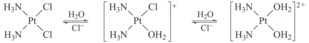 H₃N Cl H₂O H₃N Cl + H₂O H₃N OH₂ 2+
Pt ⇌ Pt ⇌ Pt
H₃N Cl Cl⁻ H₃N OH₂ Cl⁻ H₃N OH₂